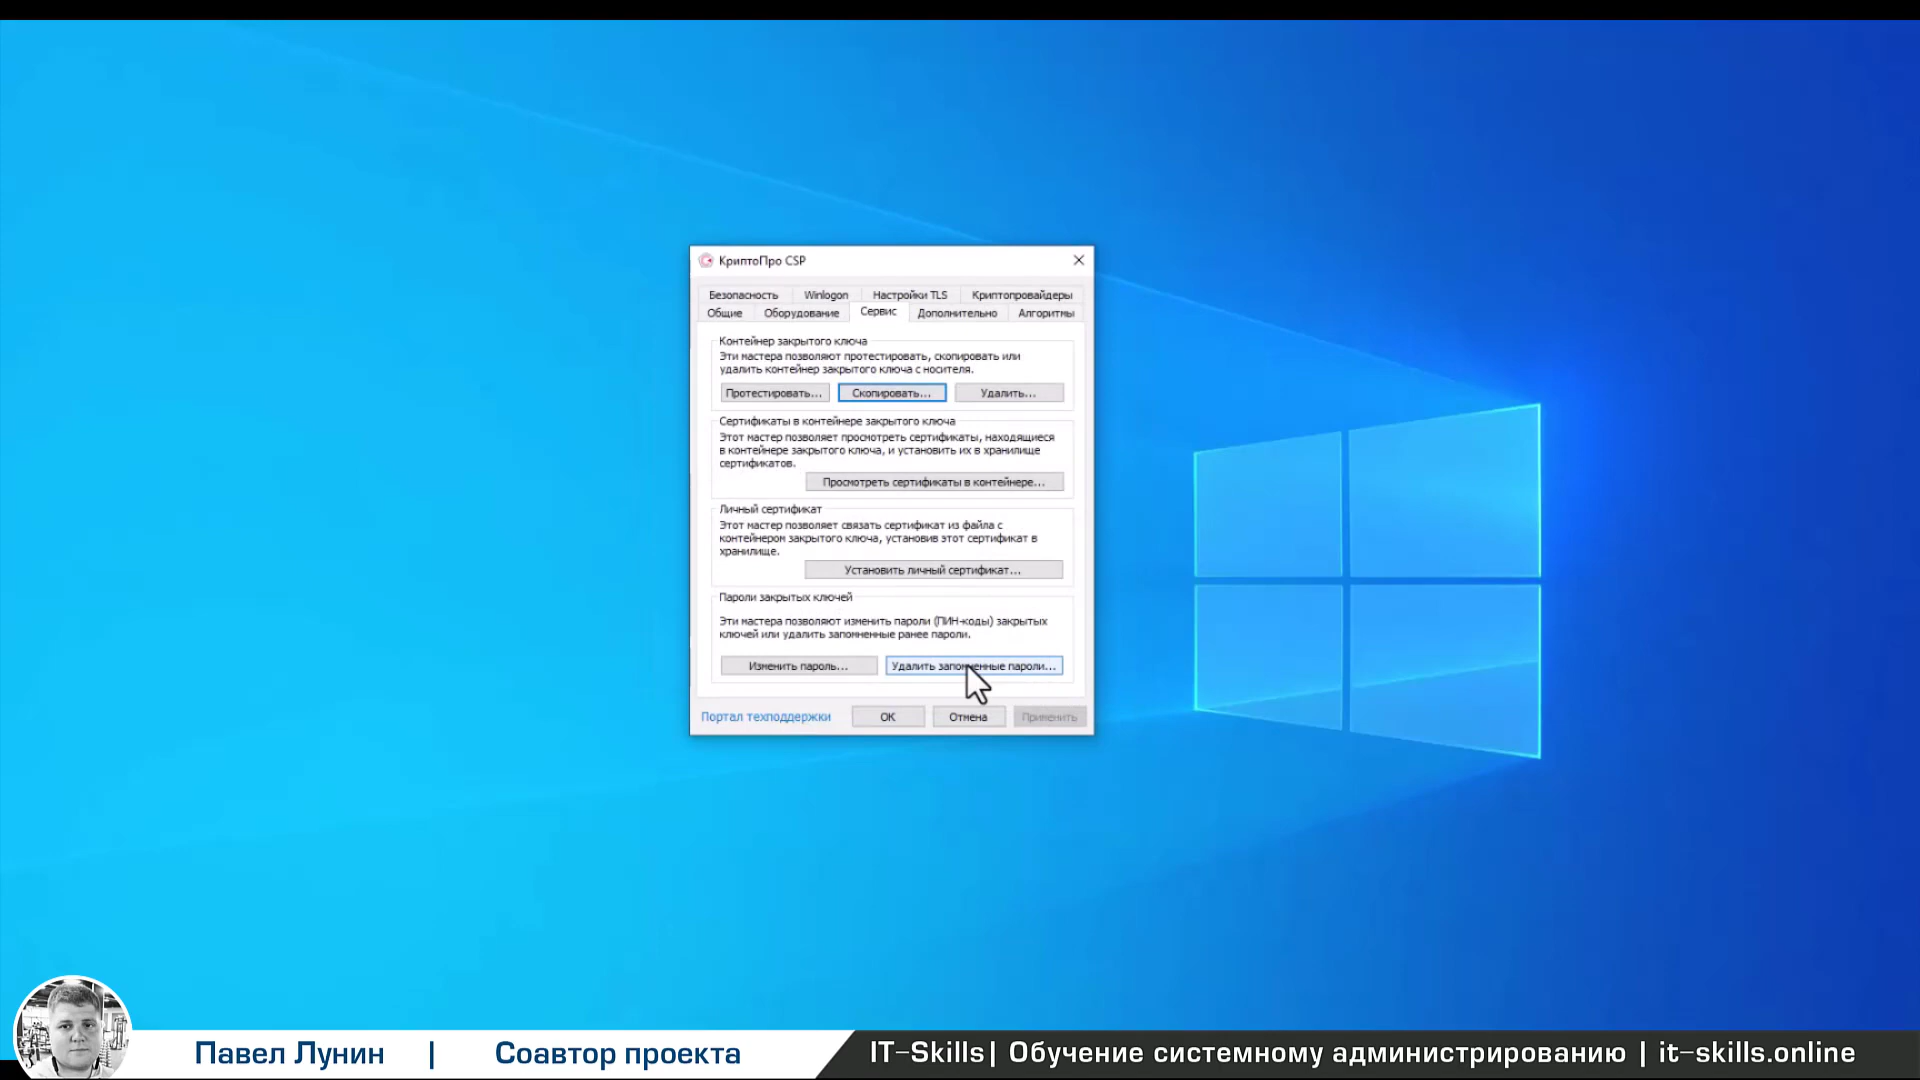 КриптоПро CSP
Безопасность Winlogon Настройки TLS Криптопровайдеры
Общие Оборудование Сервис Дополнительно Алгоритмы
Контейнер закрытого ключа
Эти мастера позволяют протестировать, скопировать или
удалить контейнер закрытого ключа с носителя.
Протестировать... Скопировать... Удалить...
Сертификаты в контейнере закрытого ключа
Этот мастер позволяет просмотреть сертификаты, находящиеся
в контейнере закрытого ключа, и установить их в хранилище
сертификатов.
Просмотреть сертификаты в контейнере...
Личный сертификат
Этот мастер позволяет связать сертификат из файла с
контейнером закрытого ключа, установив этот сертификат в
хранилище.
Установить личный сертификат...
Пароли закрытых ключей
Эти мастера позволяют изменить пароли (ПИН-коды) закрытых
ключей или удалить запомненные ранее пароли.
Изменить пароль... Удалить запомненные пароли...
Портал техподдержки ОК Отмена Применить
Павел Лунин | Соавтор проекта
IT-Skills| Обучение системному администрированию | it-skills.online